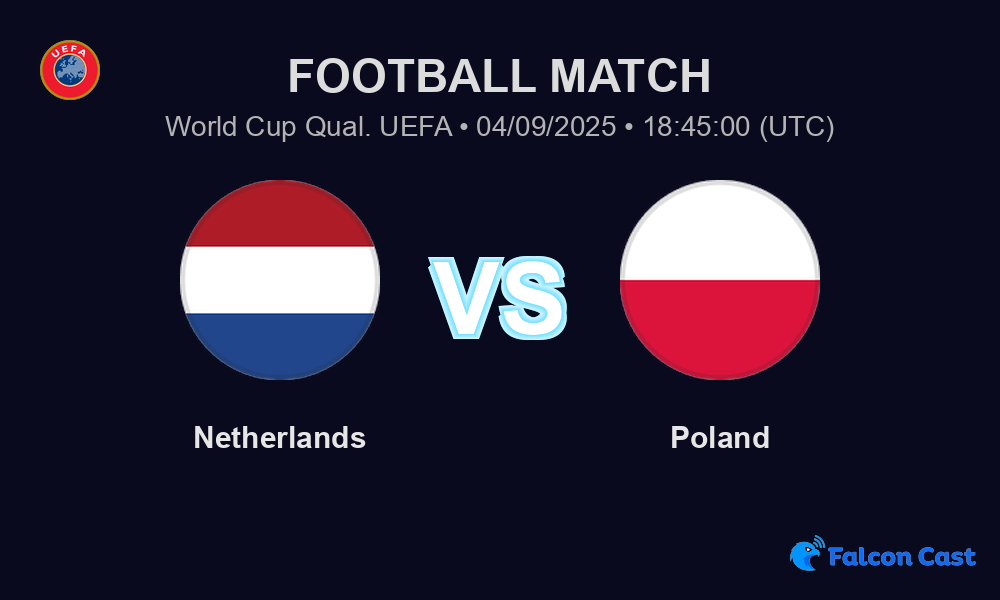 UEFA
FOOTBALL MATCH
World Cup Qual. UEFA • 04/09/2025 • 18:45:00 (UTC)
VS
Netherlands
Poland
Falcon Cast